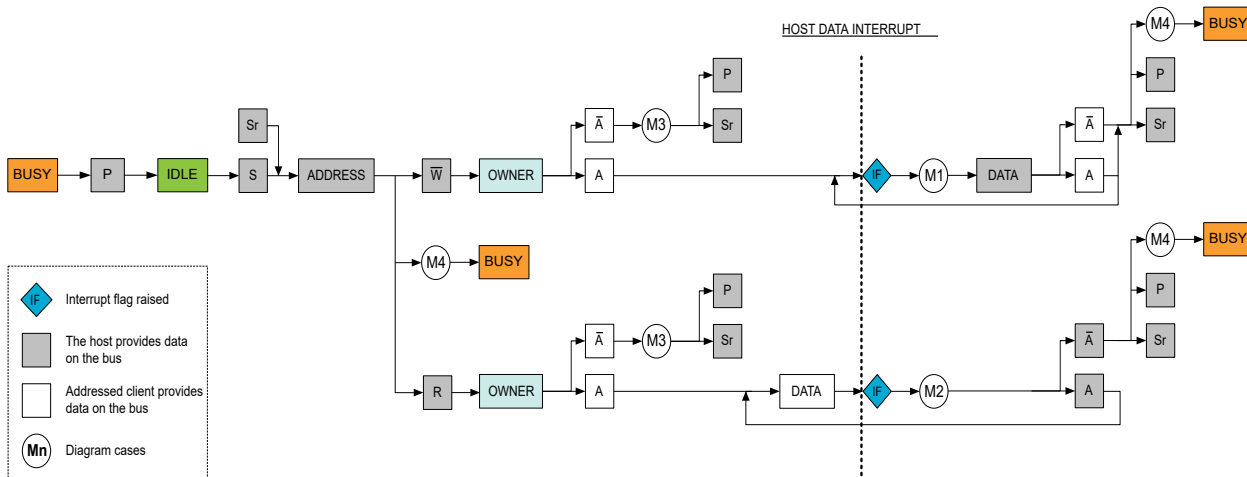 HOST DATA INTERRUPT
M4
BUSY
P
P
Sr
A̅
M3
Sr
A̅
Sr
BUSY
P
IDLE
S
ADDRESS
W̅
OWNER
A
IF
M1
DATA
A
M4
BUSY
M4
BUSY
P
P
A̅
M3
Sr
A̅
Sr
R
OWNER
A
DATA
IF
M2
A
IF
Interrupt flag raised
The host provides data
on the bus
Addressed client provides
data on the bus
Mn
Diagram cases